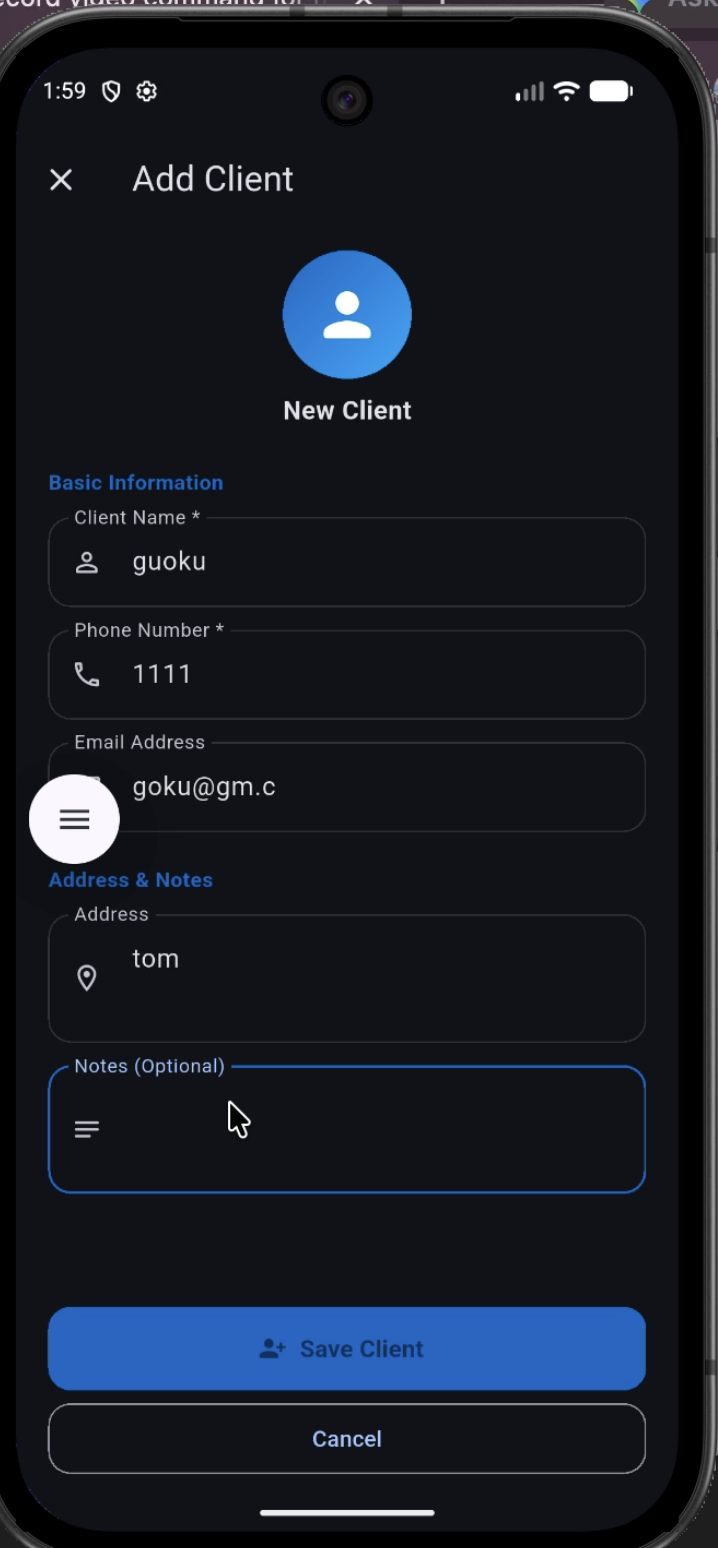 1:59
Add Client
New Client
Basic Information
Client Name *
guoku
Phone Number *
1111
Email Address
goku@gm.c
Address & Notes
Address
tom
Notes (Optional)
Save Client
Cancel